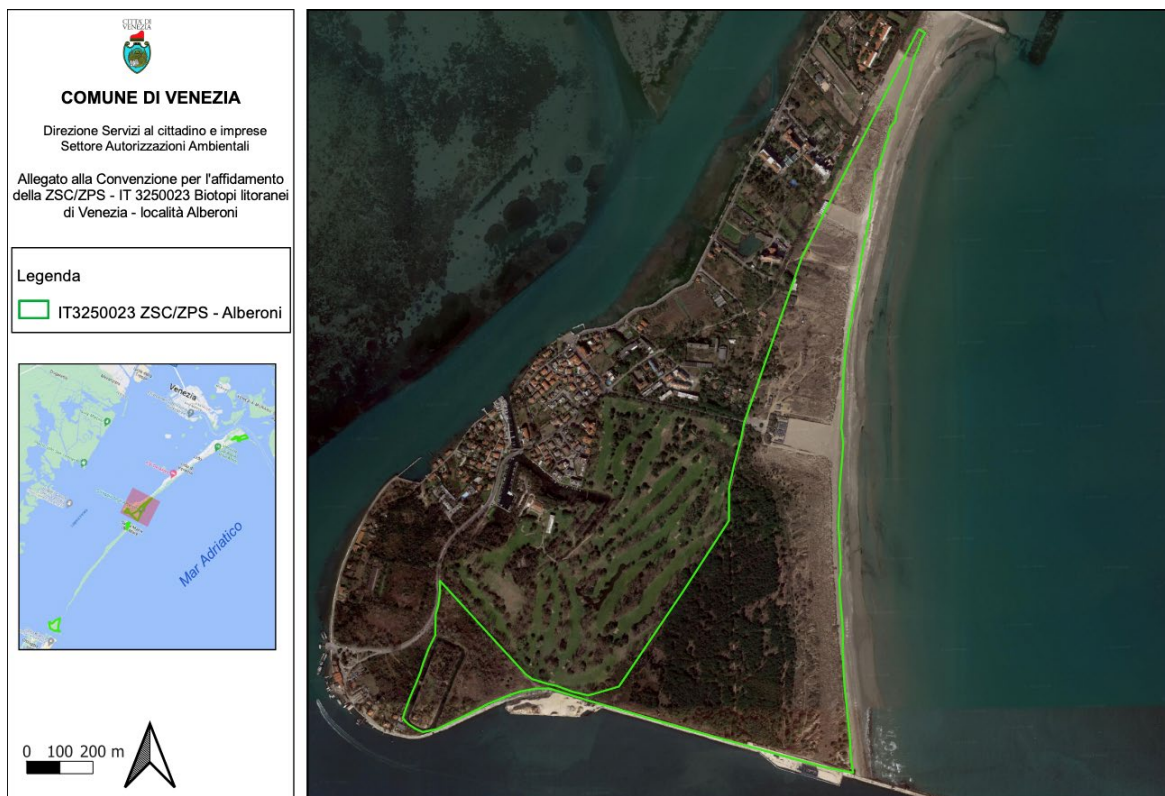 CITTA' DI
VENEZIA
COMUNE DI VENEZIA
Direzione Servizi al cittadino e imprese
Settore Autorizzazioni Ambientali
Allegato alla Convenzione per l'affidamento
della ZSC/ZPS - IT 3250023 Biotopi litoranei
di Venezia - località Alberoni
Legenda
IT3250023 ZSC/ZPS - Alberoni
Venezia
Mar Adriatico
0 100 200 m